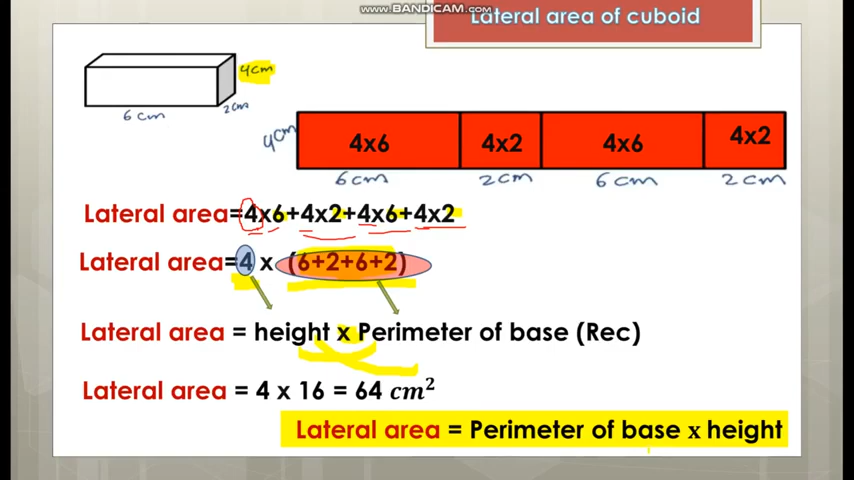 www.BANDICAM.com
Lateral area of cuboid
4cm
6cm
2cm
4cm
4x6
4x2
4x6
4x2
6cm
2cm
6cm
2cm
Lateral area=4x6+4x2+4x6+4x2
Lateral area=4 x (6+2+6+2)
Lateral area = height x Perimeter of base (Rec)
Lateral area = 4 x 16 = 64 cm²
Lateral area = Perimeter of base x height